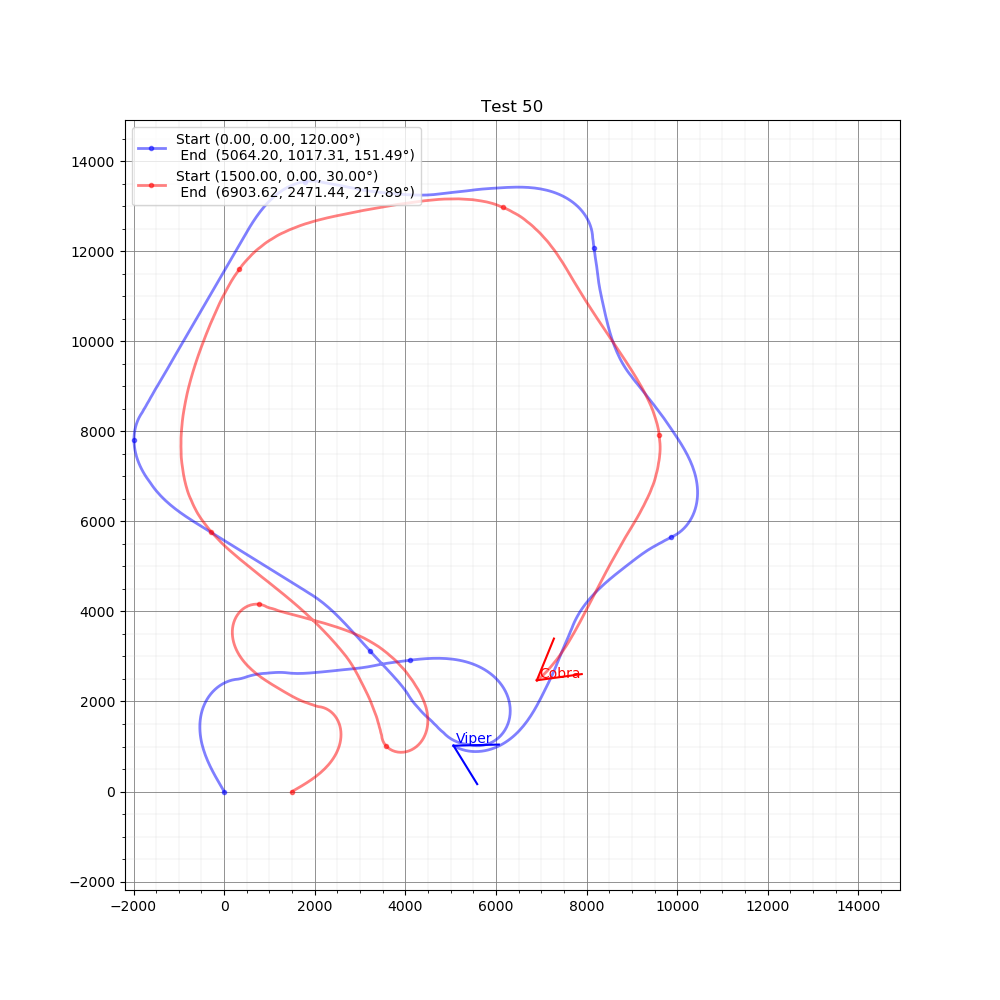 Test 50
Start (0.00, 0.00, 120.00°)
End (5064.20, 1017.31, 151.49°)
Start (1500.00, 0.00, 30.00°)
End (6903.62, 2471.44, 217.89°)
14000
12000
10000
8000
6000
4000
2000
0
−2000
Cobra
Viper
−2000 0 2000 4000 6000 8000 10000 12000 14000